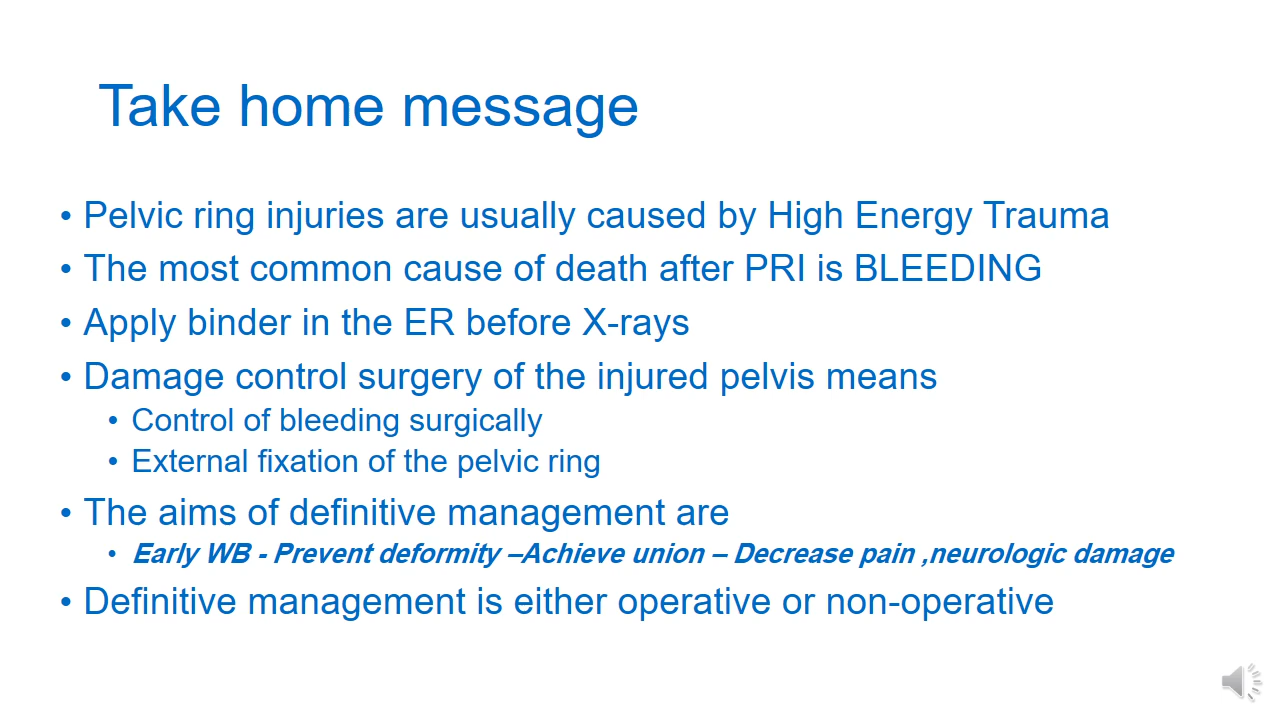 Take home message
• Pelvic ring injuries are usually caused by High Energy Trauma
• The most common cause of death after PRI is BLEEDING
• Apply binder in the ER before X-rays
• Damage control surgery of the injured pelvis means
• Control of bleeding surgically
• External fixation of the pelvic ring
• The aims of definitive management are
• Early WB - Prevent deformity –Achieve union – Decrease pain ,neurologic damage
• Definitive management is either operative or non-operative